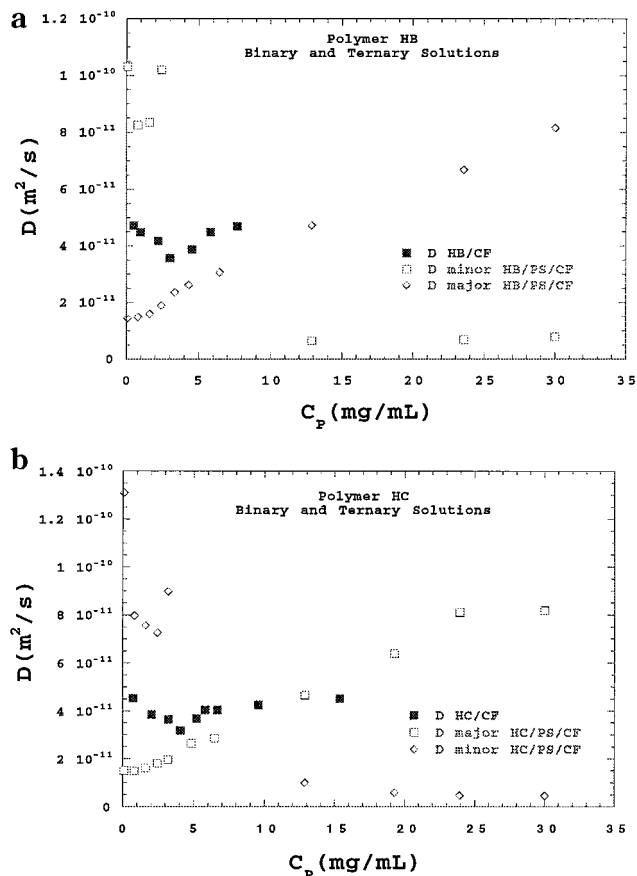 a
1.2 10⁻¹⁰
Polymer HB
Binary and Ternary Solutions
1 10⁻¹⁰
8 10⁻¹¹
6 10⁻¹¹
4 10⁻¹¹
2 10⁻¹¹
0
D(m²/s)
D HB/CF
D minor HB/PS/CF
D major HB/PS/CF
0 5 10 15 20 25 30 35
C_P(mg/mL)
b
1.4 10⁻¹⁰
Polymer HC
Binary and Ternary Solutions
1.2 10⁻¹⁰
1 10⁻¹⁰
8 10⁻¹¹
6 10⁻¹¹
4 10⁻¹¹
2 10⁻¹¹
0
D(m²/s)
D HC/CF
D major HC/PS/CF
D minor HC/PS/CF
0 5 10 15 20 25 30 35
C_P(mg/mL)